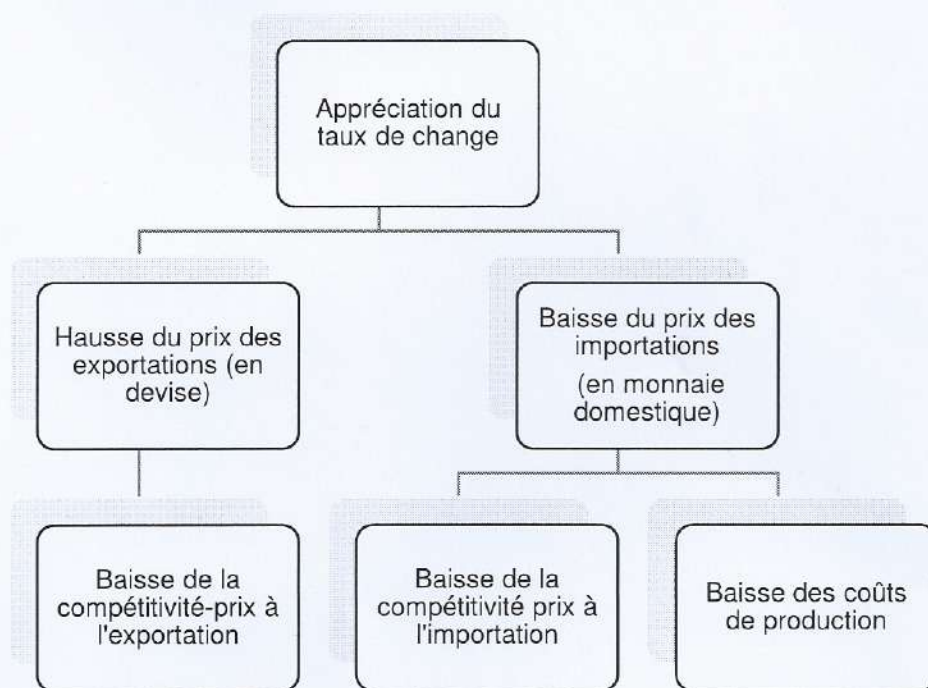 Appréciation du
taux de change
Hausse du prix des
exportations (en
devise)
Baisse du prix des
importations
(en monnaie
domestique)
Baisse de la
compétitivité-prix à
l'exportation
Baisse de la
compétitivité prix à
l'importation
Baisse des coûts
de production